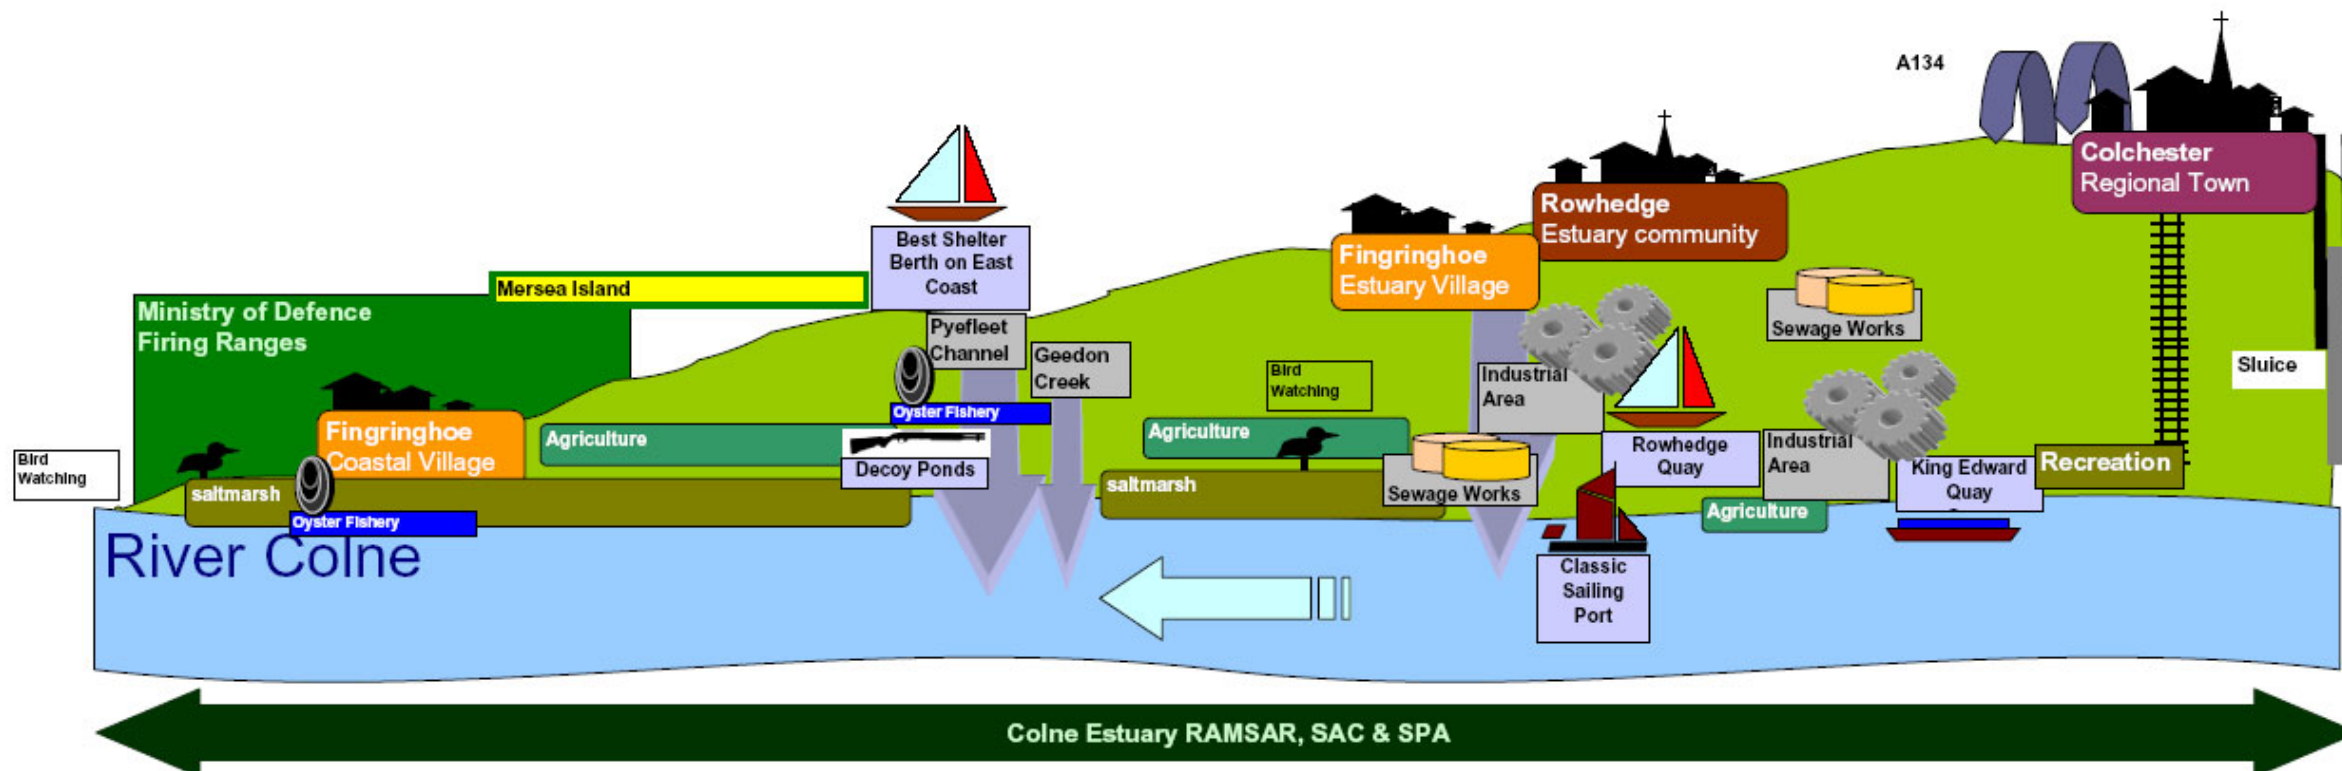 A134
Colchester
Regional Town
Rowhedge
Estuary community
Fingringhoe
Estuary Village
Best Shelter
Berth on East
Coast
Mersea Island
Ministry of Defence
Firing Ranges
Pyefleet
Channel
Geedon
Creek
Sewage Works
Sluice
Industrial
Area
Bird
Watching
Oyster Fishery
Agriculture
Fingringhoe
Coastal Village
Agriculture
Decoy Ponds
Rowhedge
Quay
Industrial
Area
King Edward
Quay
Recreation
Bird
Watching
saltmarsh
saltmarsh
Sewage Works
Agriculture
Oyster Fishery
River Colne
Classic
Sailing
Port
Colne Estuary RAMSAR, SAC & SPA